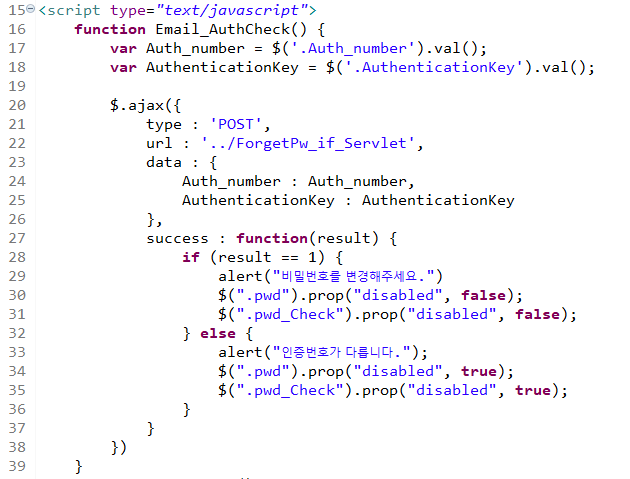 15 <script type="text/javascript">
16     function Email_AuthCheck() {
17         var Auth_number = $('.Auth_number').val();
18         var AuthenticationKey = $('.AuthenticationKey').val();
19
20         $.ajax({
21             type : 'POST',
22             url : '../ForgetPw_if_Servlet',
23             data : {
24                 Auth_number : Auth_number,
25                 AuthenticationKey : AuthenticationKey
26             },
27             success : function(result) {
28                 if (result == 1) {
29                     alert("비밀번호를 변경해주세요.")
30                     $(".pwd").prop("disabled", false);
31                     $(".pwd_Check").prop("disabled", false);
32                 } else {
33                     alert("인증번호가 다릅니다.");
34                     $(".pwd").prop("disabled", true);
35                     $(".pwd_Check").prop("disabled", true);
36                 }
37             }
38         })
39     }